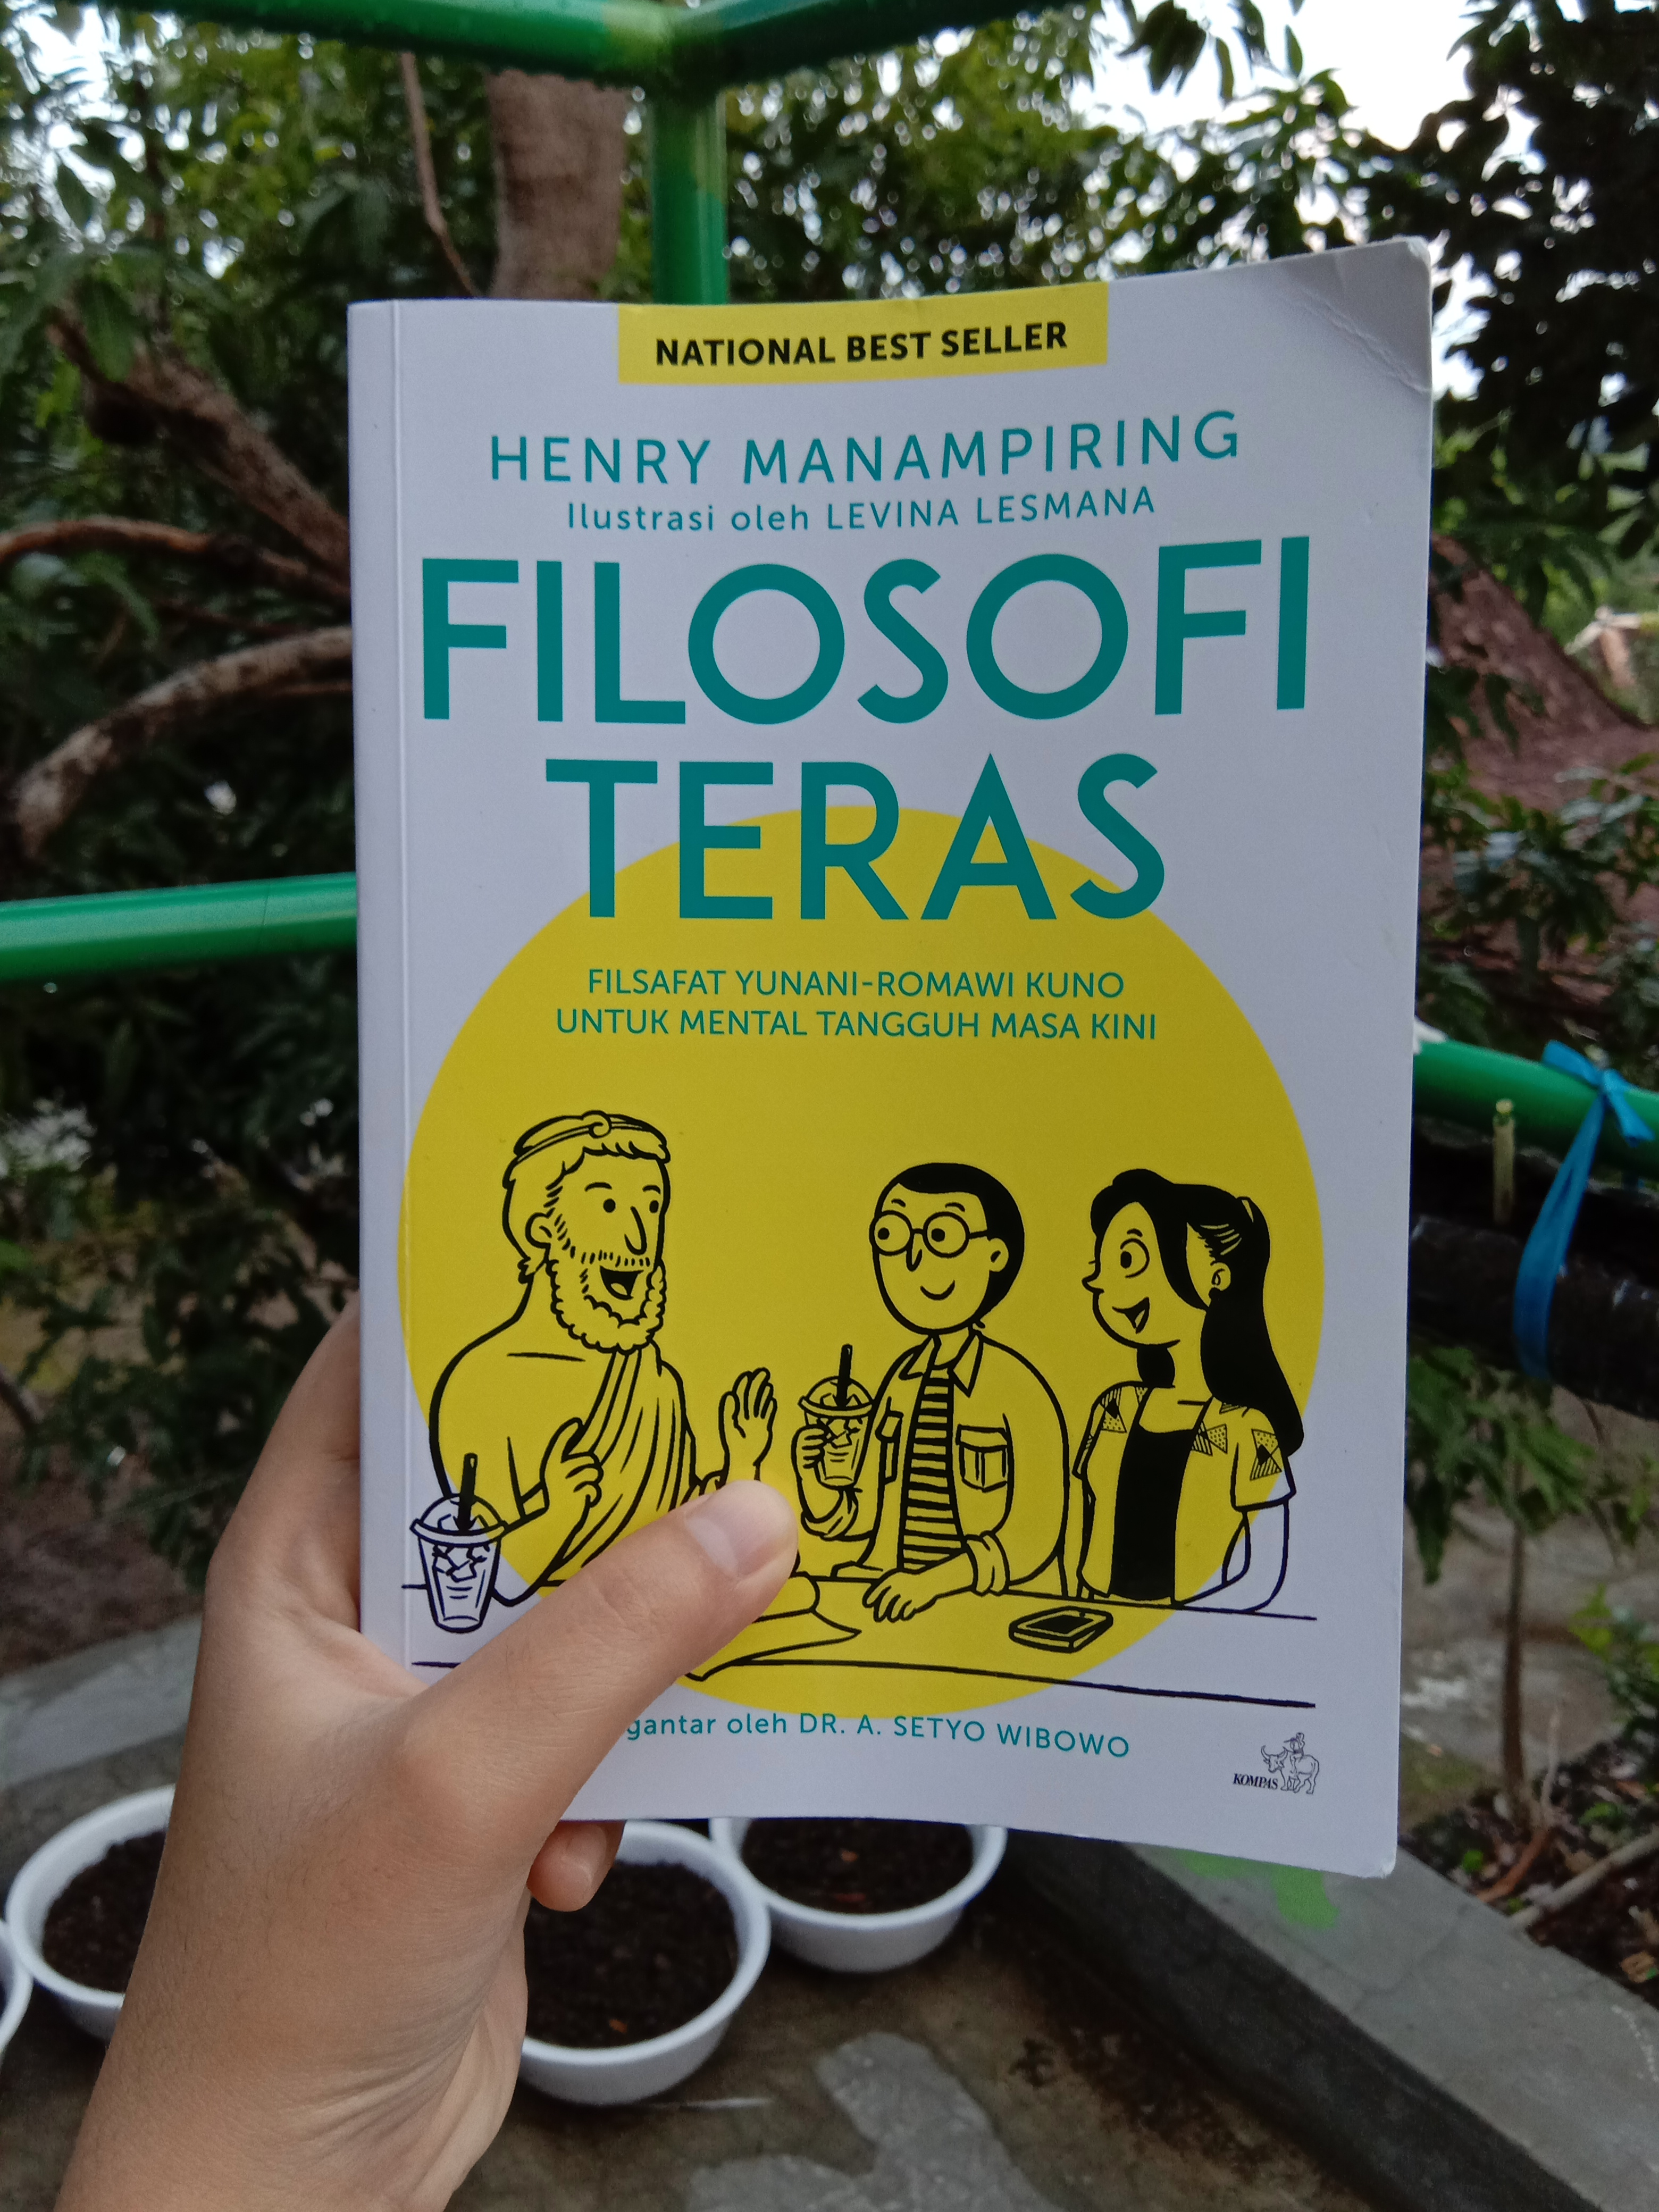 NATIONAL BEST SELLER
HENRY MANAMPIRING
Ilustrasi oleh LEVINA LESMANA
FILOSOFI
TERAS
FILSAFAT YUNANI-ROMAWI KUNO
UNTUK MENTAL TANGGUH MASA KINI
oleh DR. A. SETYO WIBOWO
KOMPAS